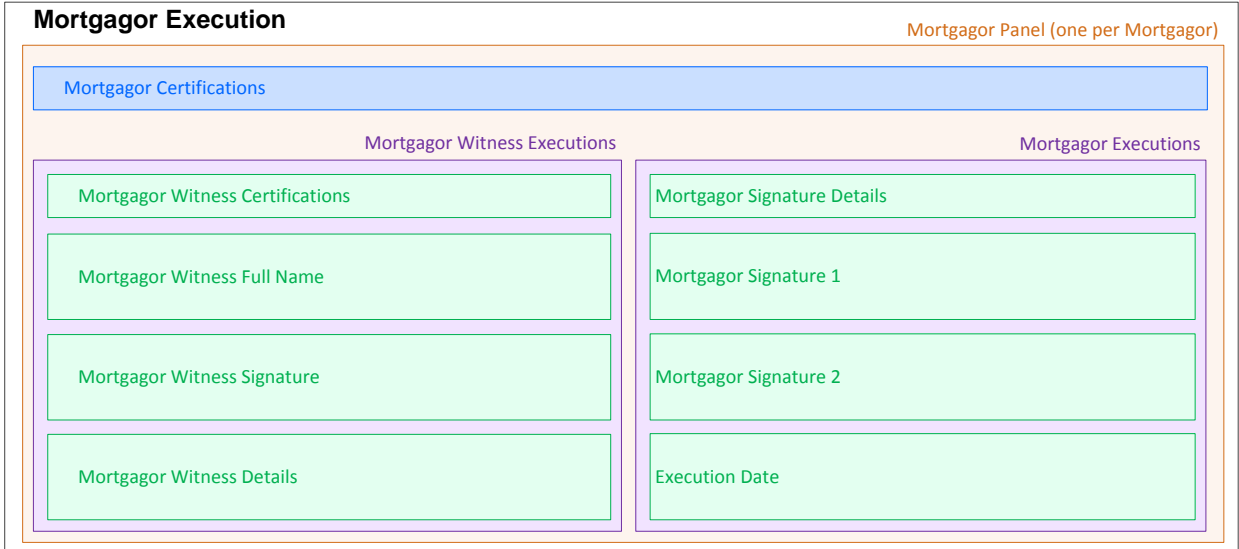 Mortgagor Execution
Mortgagor Panel (one per Mortgagor)
Mortgagor Certifications
Mortgagor Witness Executions
Mortgagor Witness Certifications
Mortgagor Witness Full Name
Mortgagor Witness Signature
Mortgagor Witness Details
Mortgagor Executions
Mortgagor Signature Details
Mortgagor Signature 1
Mortgagor Signature 2
Execution Date